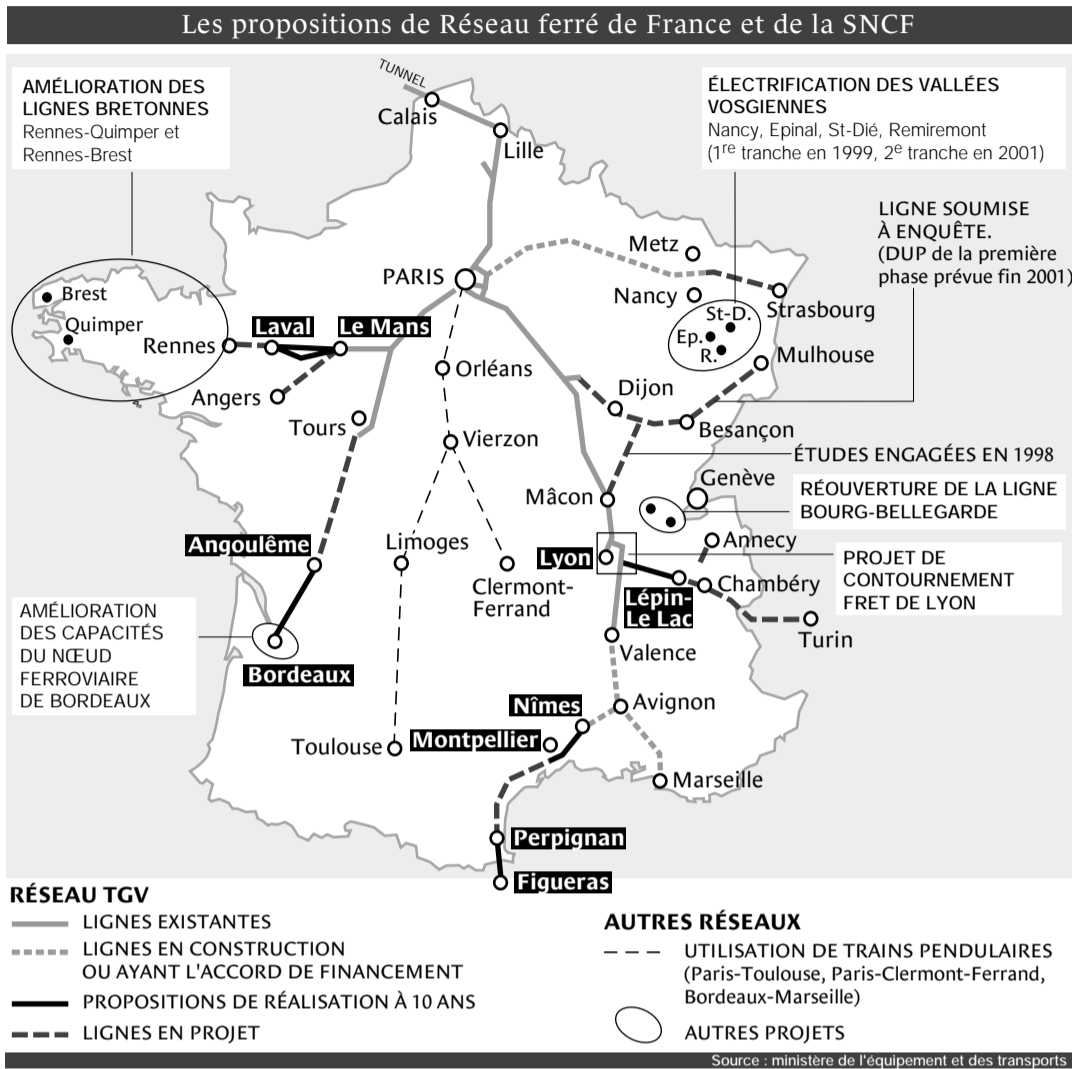 Les propositions de Réseau ferré de France et de la SNCF
AMÉLIORATION DES
LIGNES BRETONNES
Rennes-Quimper et
Rennes-Brest
TUNNEL
Calais
Lille
ÉLECTRIFICATION DES VALLÉES
VOSGIENNES
Nancy, Epinal, St-Dié, Remiremont
(1re tranche en 1999, 2e tranche en 2001)
LIGNE SOUMISE
À ENQUÊTE.
(DUP de la première
phase prévue fin 2001)
Metz
PARIS
Nancy
Strasbourg
Brest
Quimper
St-D.
Ep.
R.
Laval
Le Mans
Rennes
Mulhouse
Orléans
Angers
Dijon
Tours
Besançon
Vierzon
ÉTUDES ENGAGÉES EN 1998
Genève
Mâcon
RÉOUVERTURE DE LA LIGNE
BOURG-BELLEGARDE
Angoulême
Limoges
Lyon
Annecy
Clermont-
Ferrand
Chambéry
PROJET DE
CONTOURNEMENT
FRET DE LYON
Lépin-
Le Lac
AMÉLIORATION
DES CAPACITÉS
DU NŒUD
FERROVIAIRE
DE BORDEAUX
Turin
Valence
Bordeaux
Nîmes
Avignon
Toulouse
Montpellier
Marseille
Perpignan
Figueras
RÉSEAU TGV
LIGNES EXISTANTES
LIGNES EN CONSTRUCTION
OU AYANT L'ACCORD DE FINANCEMENT
PROPOSITIONS DE RÉALISATION À 10 ANS
LIGNES EN PROJET
AUTRES RÉSEAUX
UTILISATION DE TRAINS PENDULAIRES
(Paris-Toulouse, Paris-Clermont-Ferrand,
Bordeaux-Marseille)
AUTRES PROJETS
Source : ministère de l'équipement et des transports